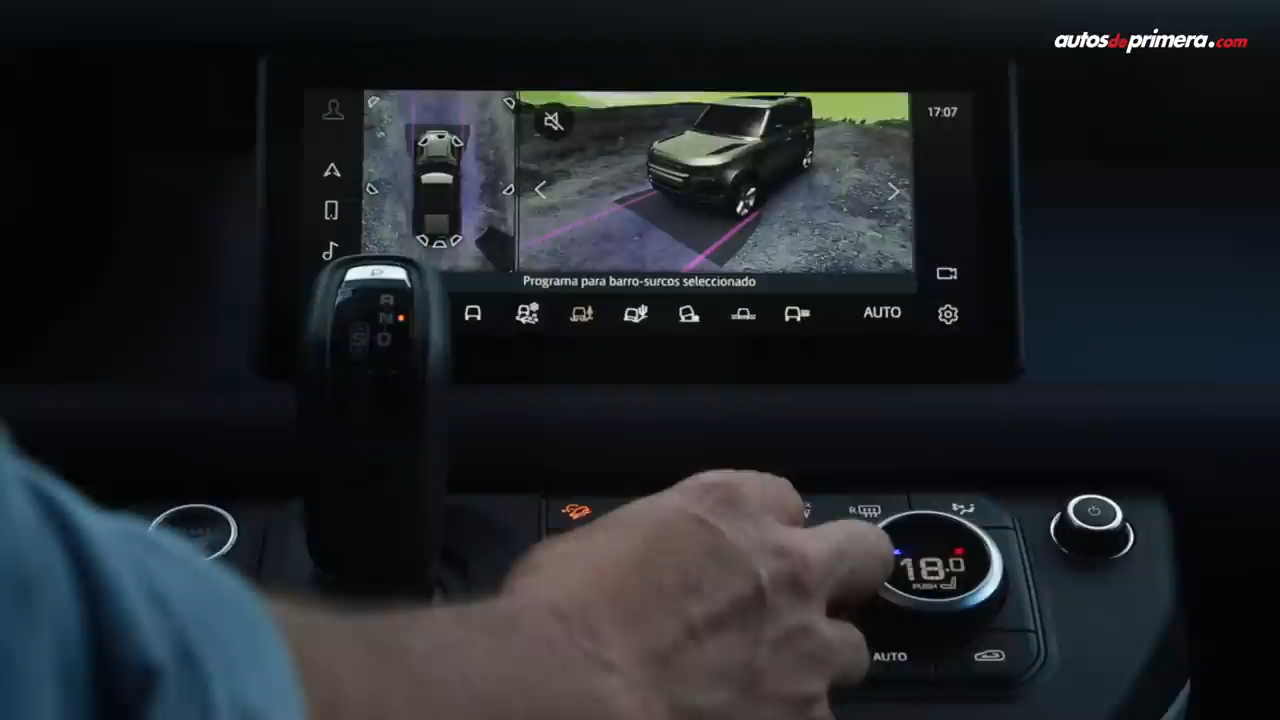 autosdeprimera.com
17:07
Programa para barro-surcos seleccionado
AUTO
P
R
N
S D
R
18.0
PUSH
AUTO